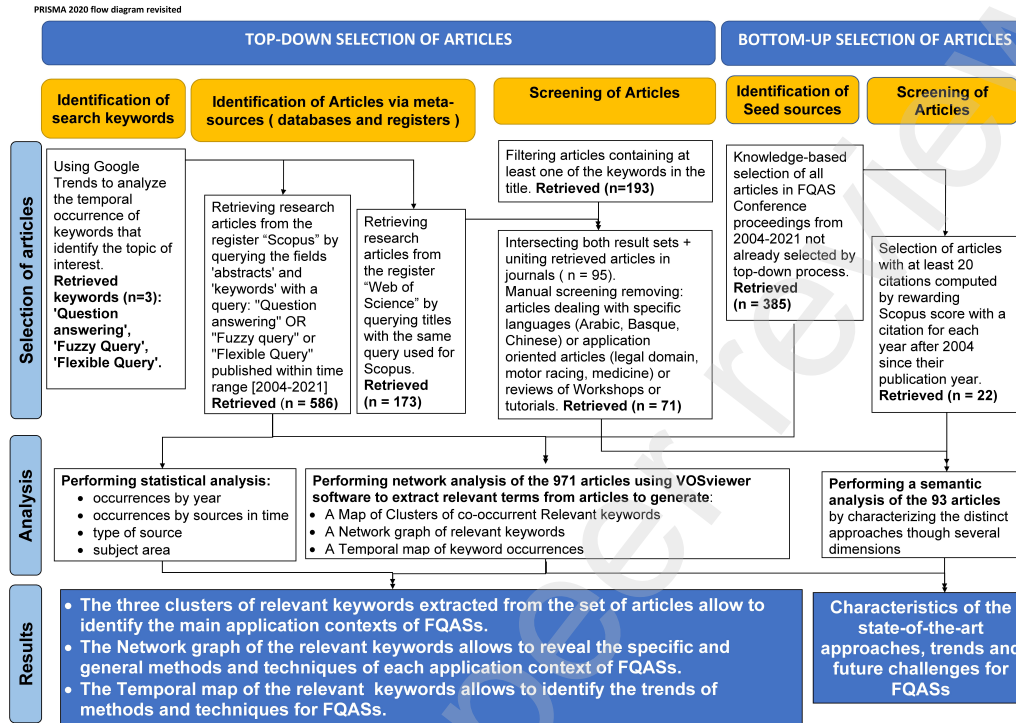 PRISMA 2020 flow diagram revisited
TOP-DOWN SELECTION OF ARTICLES
BOTTOM-UP SELECTION OF ARTICLES
Identification of
search keywords
Identification of Articles via meta-
sources ( databases and registers )
Screening of Articles
Identification of
Seed sources
Screening of
Articles
Selection of articles
Using Google
Trends to analyze
the temporal
occurrence of
keywords that
identify the topic of
interest.
Retrieved
keywords (n=3):
'Question
answering',
'Fuzzy Query',
'Flexible Query'.
Retrieving research
articles from the
register “Scopus” by
querying the fields
'abstracts' and
'keywords' with a
query: "Question
answering" OR
"Fuzzy query" or
"Flexible Query"
published within time
range [2004-2021]
Retrieved (n = 586)
Retrieving
research
articles from
the register
“Web of
Science” by
querying titles
with the same
query used for
Scopus.
Retrieved
(n = 173)
Filtering articles containing at
least one of the keywords in the
title. Retrieved (n=193)
Intersecting both result sets +
uniting retrieved articles in
journals ( n = 95).
Manual screening removing:
articles dealing with specific
languages (Arabic, Basque,
Chinese) or application
oriented articles (legal domain,
motor racing, medicine) or
reviews of Workshops or
tutorials. Retrieved (n = 71)
Knowledge-based
selection of all
articles in FQAS
Conference
proceedings from
2004-2021 not
already selected by
top-down process.
Retrieved
(n = 385)
Selection of articles
with at least 20
citations computed
by rewarding
Scopus score with a
citation for each
year after 2004
since their
publication year.
Retrieved (n = 22)
Analysis
Performing statistical analysis:
• occurrences by year
• occurrences by sources in time
• type of source
• subject area
Performing network analysis of the 971 articles using VOSviewer
software to extract relevant terms from articles to generate:
• A Map of Clusters of co-occurrent Relevant keywords
• A Network graph of relevant keywords
• A Temporal map of keyword occurrences
Performing a semantic
analysis of the 93 articles
by characterizing the distinct
approaches though several
dimensions
Results
• The three clusters of relevant keywords extracted from the set of articles allow to
identify the main application contexts of FQASs.
• The Network graph of the relevant keywords allows to reveal the specific and
general methods and techniques of each application context of FQASs.
• The Temporal map of the relevant keywords allows to identify the trends of
methods and techniques for FQASs.
Characteristics of the
state-of-the-art
approaches, trends and
future challenges for
FQASs
peer review